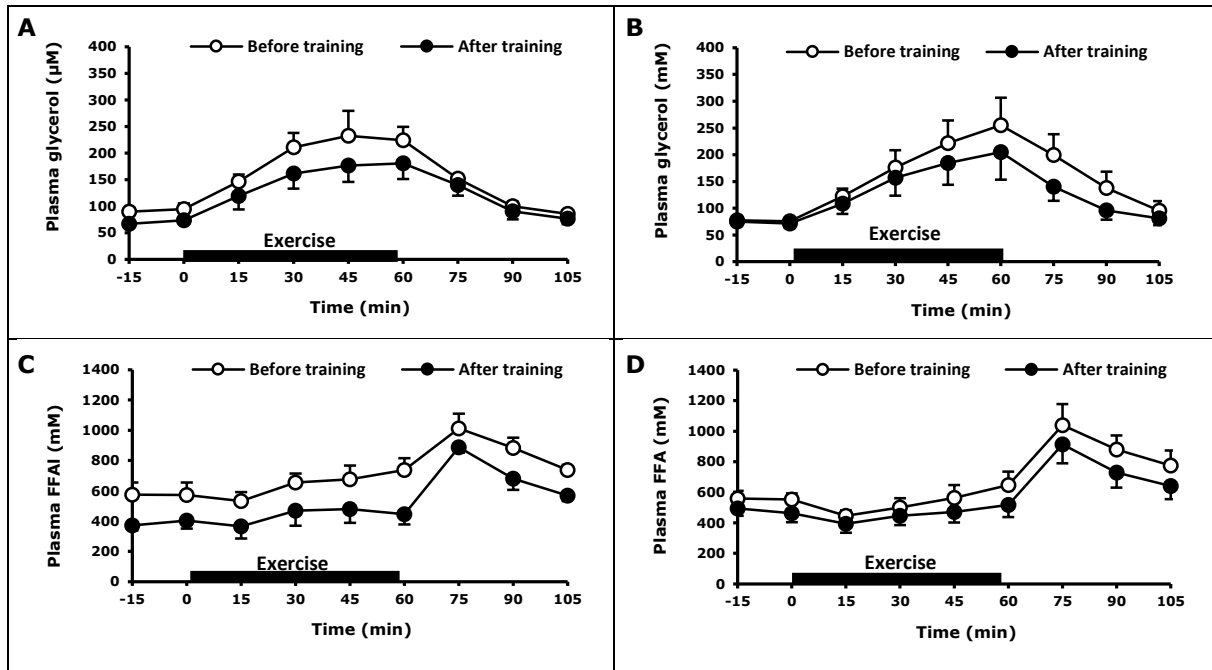 A
Before training After training
Plasma glycerol (µM)
400
350
300
250
200
150
100
50
0
Exercise
-15 0 15 30 45 60 75 90 105
Time (min)
B
Before training After training
Plasma glycerol (mM)
400
350
300
250
200
150
100
50
0
Exercise
-15 0 15 30 45 60 75 90 105
Time (min)
C
Before training After training
Plasma FFAl (mM)
1400
1200
1000
800
600
400
200
0
Exercise
-15 0 15 30 45 60 75 90 105
Time (min)
D
Before training After training
Plasma FFA (mM)
1400
1200
1000
800
600
400
200
0
Exercise
-15 0 15 30 45 60 75 90 105
Time (min)